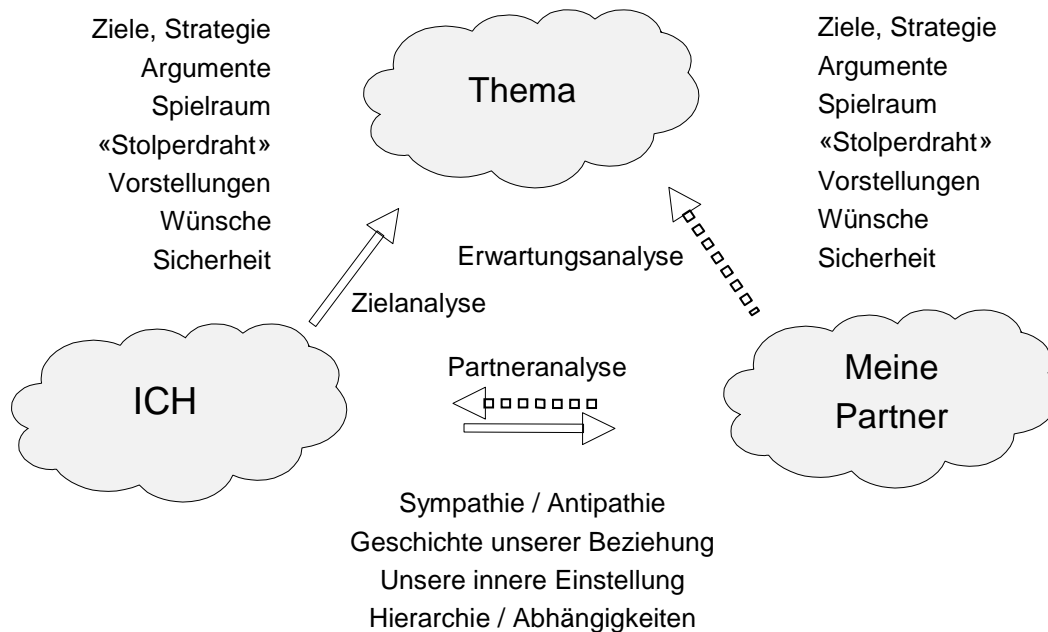 Ziele, Strategie
Argumente
Spielraum
«Stolperdraht»
Vorstellungen
Wünsche
Sicherheit
Thema
Ziele, Strategie
Argumente
Spielraum
«Stolperdraht»
Vorstellungen
Wünsche
Sicherheit
Erwartungsanalyse
Zielanalyse
ICH
Partneranalyse
Meine
Partner
Sympathie / Antipathie
Geschichte unserer Beziehung
Unsere innere Einstellung
Hierarchie / Abhängigkeiten